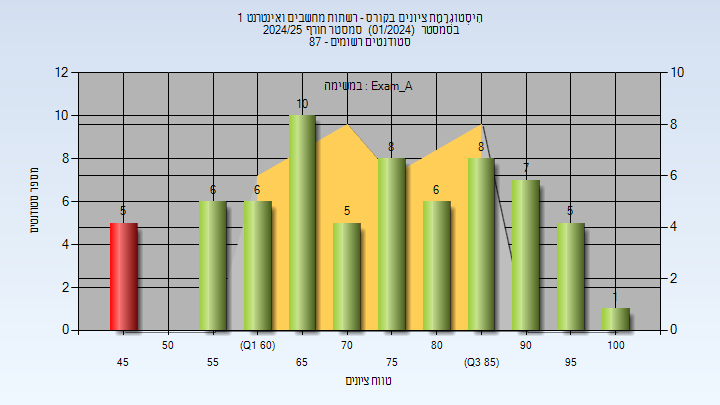 הִיסְטוֹגְרָמַת ציונים בקורס - רשתות מחשבים ואינטרנט 1
בסמסטר (01/2024) סמסטר חורף 2024/25
סטודנטים רשומים - 87
במשימה : Exam_A
12 10
10 8
8 6
6 4
4 2
2 0
0
מספר סטודנטים
5 6 6 10 5 8 6 8 7 5 1
50 (Q1 60) 70 80 90 100
45 55 65 75 (Q3 85) 95
טווח ציונים